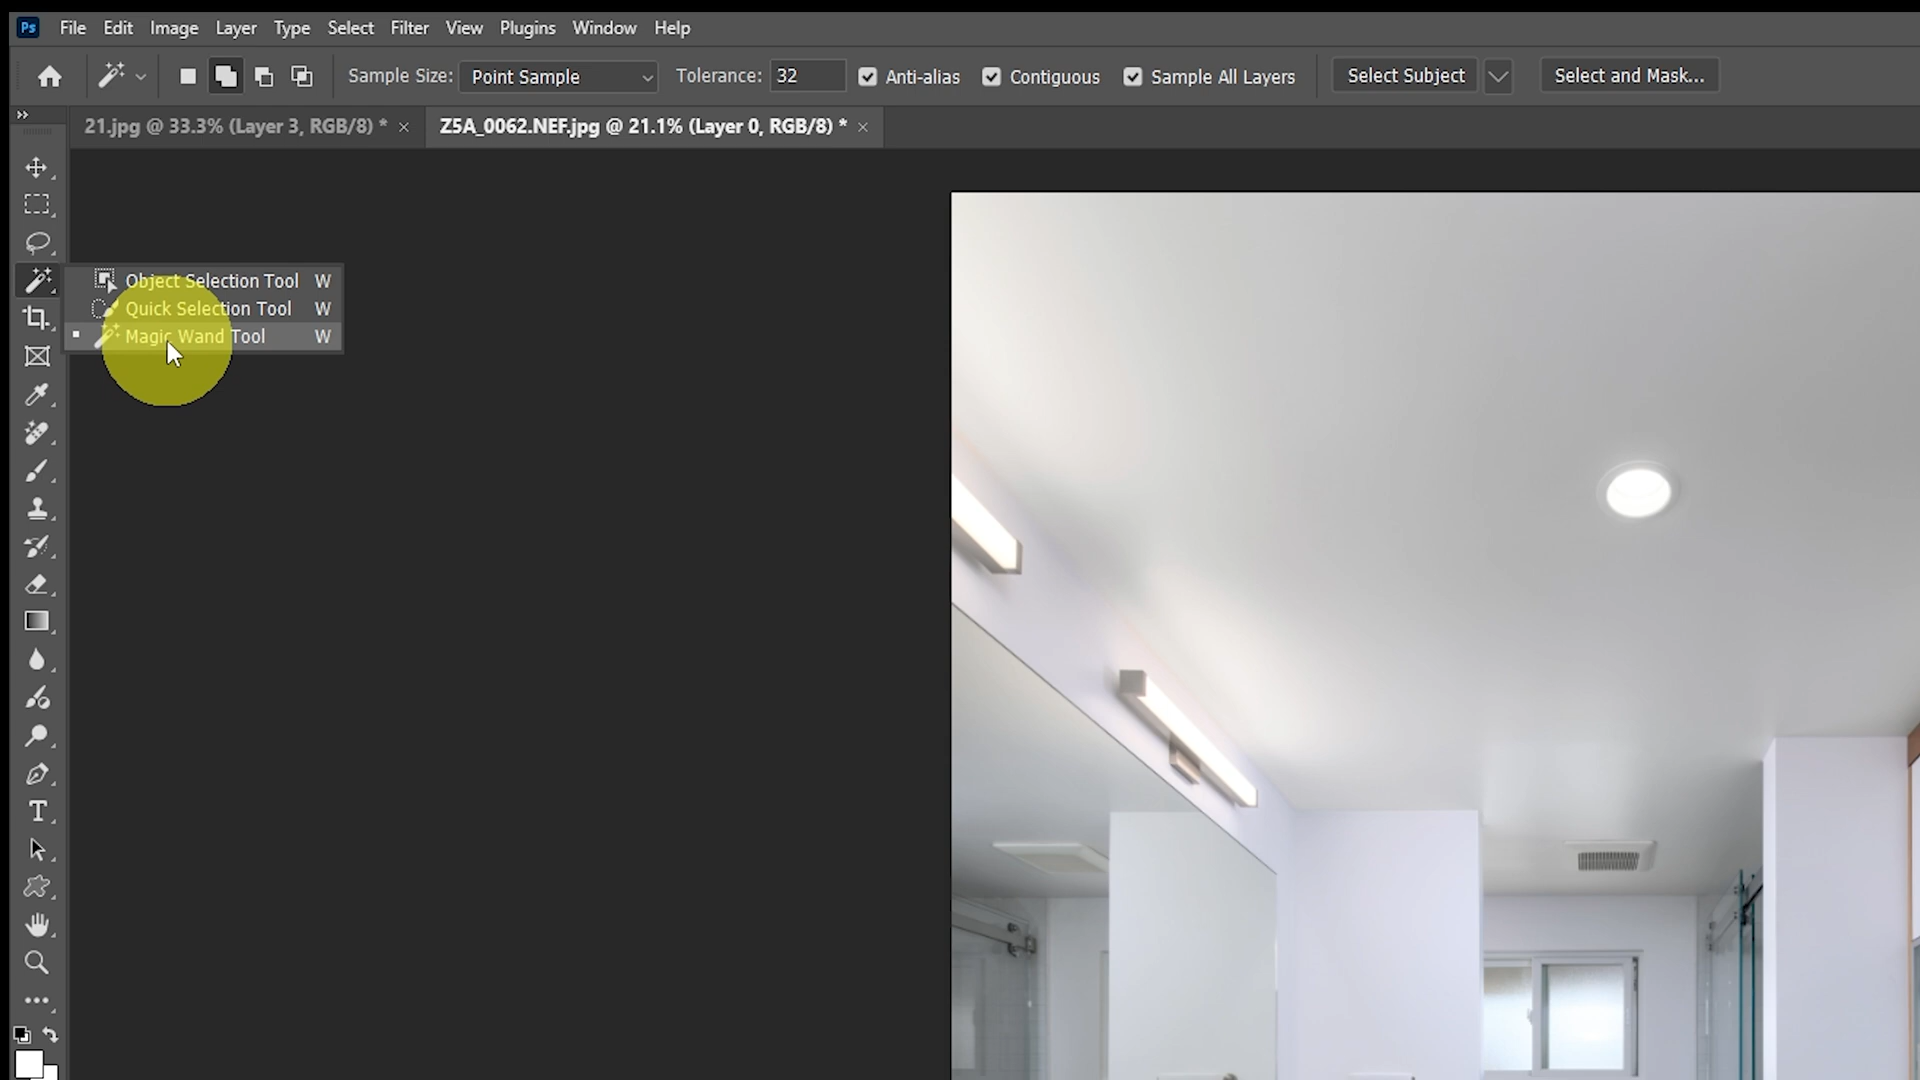 Ps File Edit Image Layer Type Select Filter View Plugins Window Help
Sample Size: Point Sample Tolerance: 32 Anti-alias Contiguous Sample All Layers Select Subject Select and Mask...
21.jpg @ 33.3% (Layer 3, RGB/8) * × Z5A_0062.NEF.jpg @ 21.1% (Layer 0, RGB/8) * ×
Object Selection Tool W
Quick Selection Tool W
Magic Wand Tool W